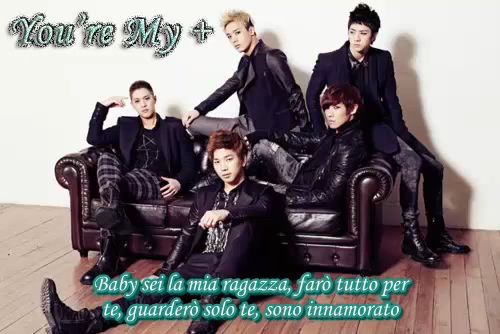 You're My +
Baby sei la mia ragazza, farò tutto per
te, guarderò solo te, sono innamorato